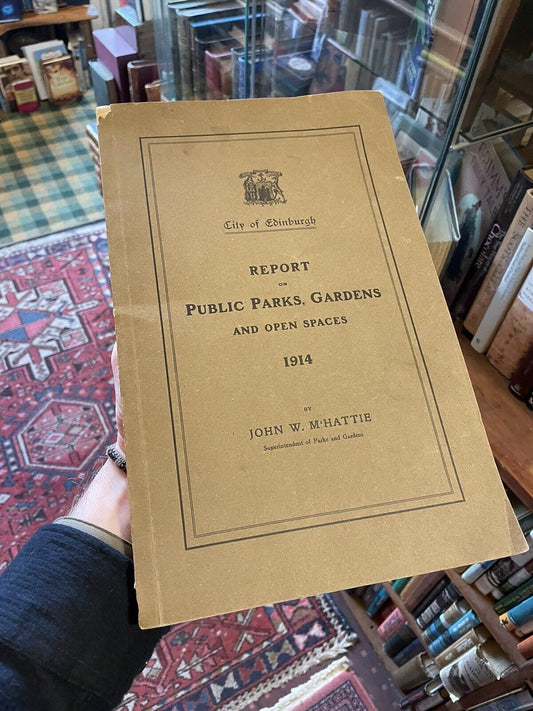 City of Edinburgh
REPORT
ON
PUBLIC PARKS, GARDENS
AND OPEN SPACES
1914
BY
JOHN W. M'HATTIE
Superintendent of Parks and Gardens